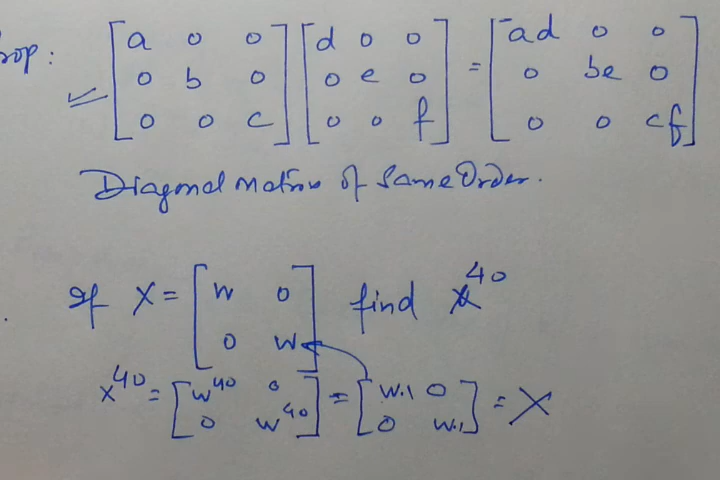 rop: [a 0 0 [d 0 0 = [ad 0 0
0 b 0 0 e 0 0 be 0
0 0 c] 0 0 f] 0 0 cf]
Diagonal Matrix of Same Order.
If X = [w 0 find X^40
0 w]
x^40 = [w^40 0 = [w.1 0 = X
0 w^40] 0 w.1]